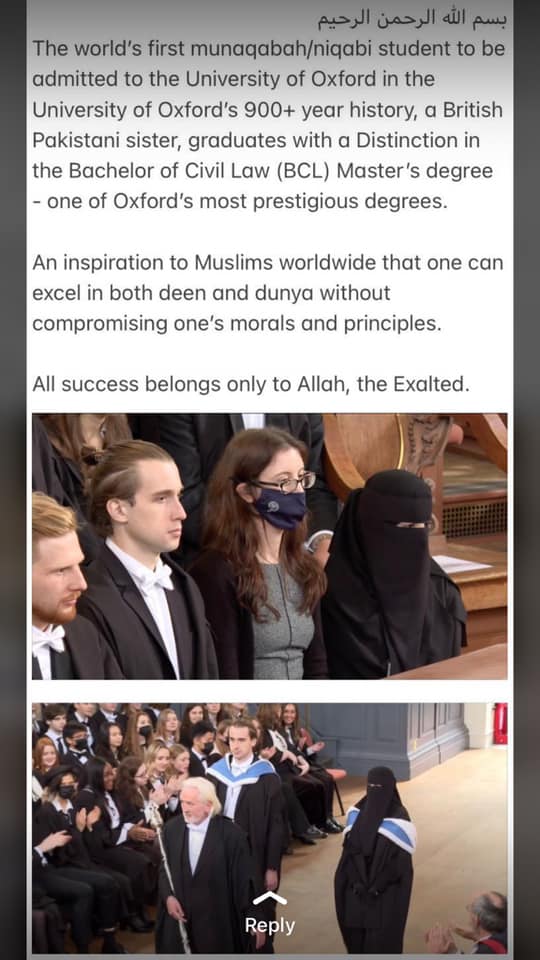 بسم الله الرحمن الرحيم
The world's first munaqabah/niqabi student to be
admitted to the University of Oxford in the
University of Oxford's 900+ year history, a British
Pakistani sister, graduates with a Distinction in
the Bachelor of Civil Law (BCL) Master's degree
- one of Oxford's most prestigious degrees.
An inspiration to Muslims worldwide that one can
excel in both deen and dunya without
compromising one's morals and principles.
All success belongs only to Allah, the Exalted.
Reply